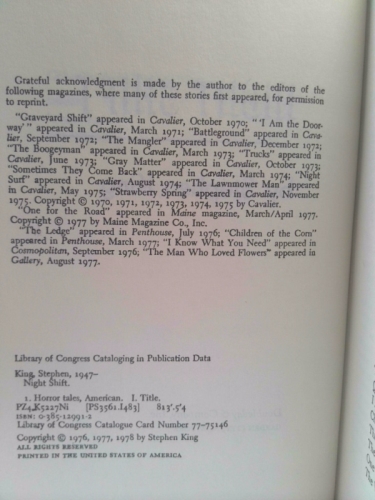 Grateful acknowledgment is made by the author to the editors of the
following magazines, where many of these stories first appeared, for permission
to reprint.
"Graveyard Shift" appeared in Cavalier, October 1970; "'I Am the Door-
way'" appeared in Cavalier, March 1971; "Battleground" appeared in Cava-
lier, September 1972; "The Mangler" appeared in Cavalier, December 1972;
"The Boogeyman" appeared in Cavalier, March 1973; "Trucks" appeared in
Cavalier, June 1973; "Gray Matter" appeared in Cavalier, October 1973;
"Sometimes They Come Back" appeared in Cavalier, March 1974; "Night
Surf" appeared in Cavalier, August 1974; "The Lawnmower Man" appeared
in Cavalier, May 1975; "Strawberry Spring" appeared in Cavalier, November
1975. Copyright © 1970, 1971, 1972, 1973, 1974, 1975 by Cavalier.
"One for the Road" appeared in Maine magazine, March/April 1977.
Copyright © 1977 by Maine Magazine Co., Inc.
"The Ledge" appeared in Penthouse, July 1976; "Children of the Corn"
appeared in Penthouse, March 1977; "I Know What You Need" appeared in
Cosmopolitan, September 1976; "The Man Who Loved Flowers" appeared in
Gallery, August 1977.
Library of Congress Cataloging in Publication Data
King, Stephen, 1947–
Night Shift.
1. Horror tales, American. I. Title.
PZ4.K5227Ni [PS3561.I483] 813'.5'4
ISBN: 0-385-12991-2
Library of Congress Catalogue Card Number 77-75146
Copyright © 1976, 1977, 1978 by Stephen King
ALL RIGHTS RESERVED
PRINTED IN THE UNITED STATES OF AMERICA